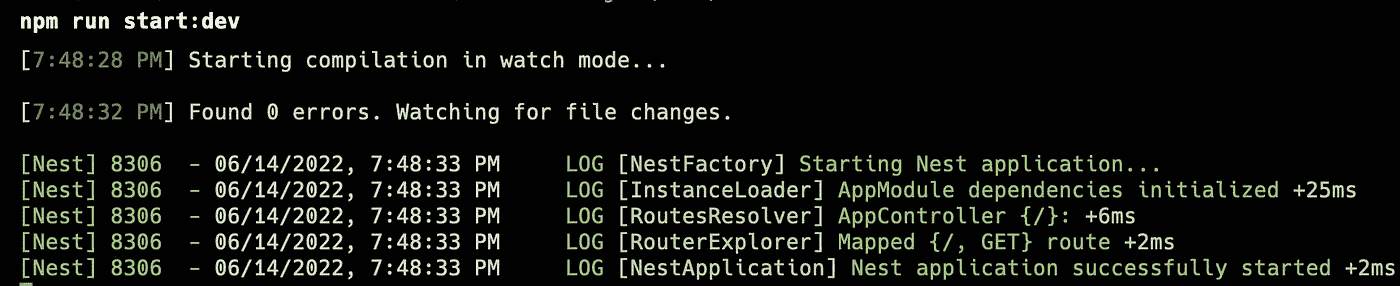 npm run start:dev
[7:48:28 PM] Starting compilation in watch mode...
[7:48:32 PM] Found 0 errors. Watching for file changes.
[Nest] 8306  - 06/14/2022, 7:48:33 PM     LOG [NestFactory] Starting Nest application...
[Nest] 8306  - 06/14/2022, 7:48:33 PM     LOG [InstanceLoader] AppModule dependencies initialized +25ms
[Nest] 8306  - 06/14/2022, 7:48:33 PM     LOG [RoutesResolver] AppController {/}: +6ms
[Nest] 8306  - 06/14/2022, 7:48:33 PM     LOG [RouterExplorer] Mapped {/, GET} route +2ms
[Nest] 8306  - 06/14/2022, 7:48:33 PM     LOG [NestApplication] Nest application successfully started +2ms